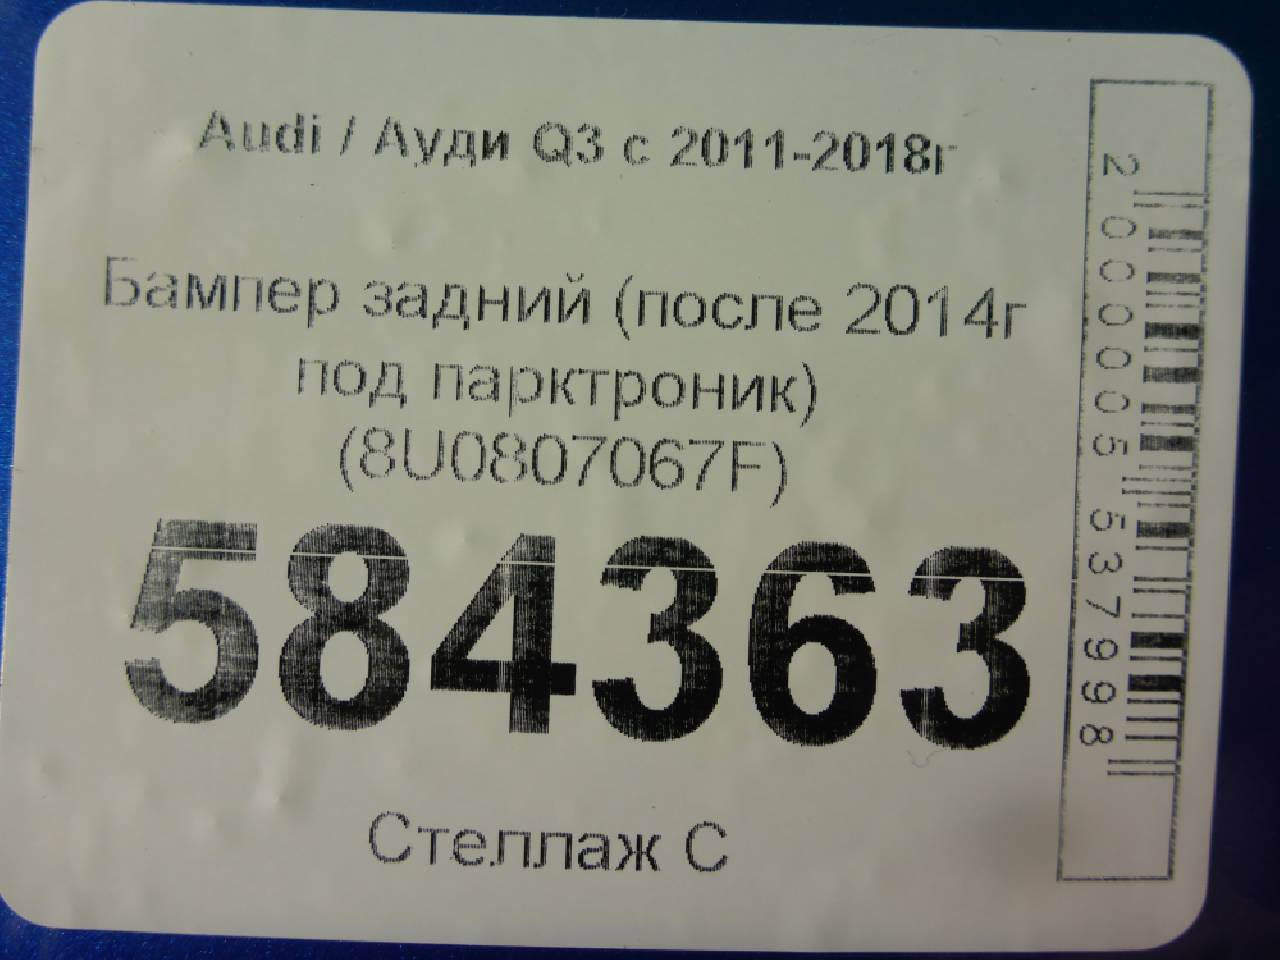 Audi / Ауди Q3 с 2011-2018г
Бампер задний (после 2014г
под парктроник)
(8U0807067F)
584363
Стеллаж С
2000005537998